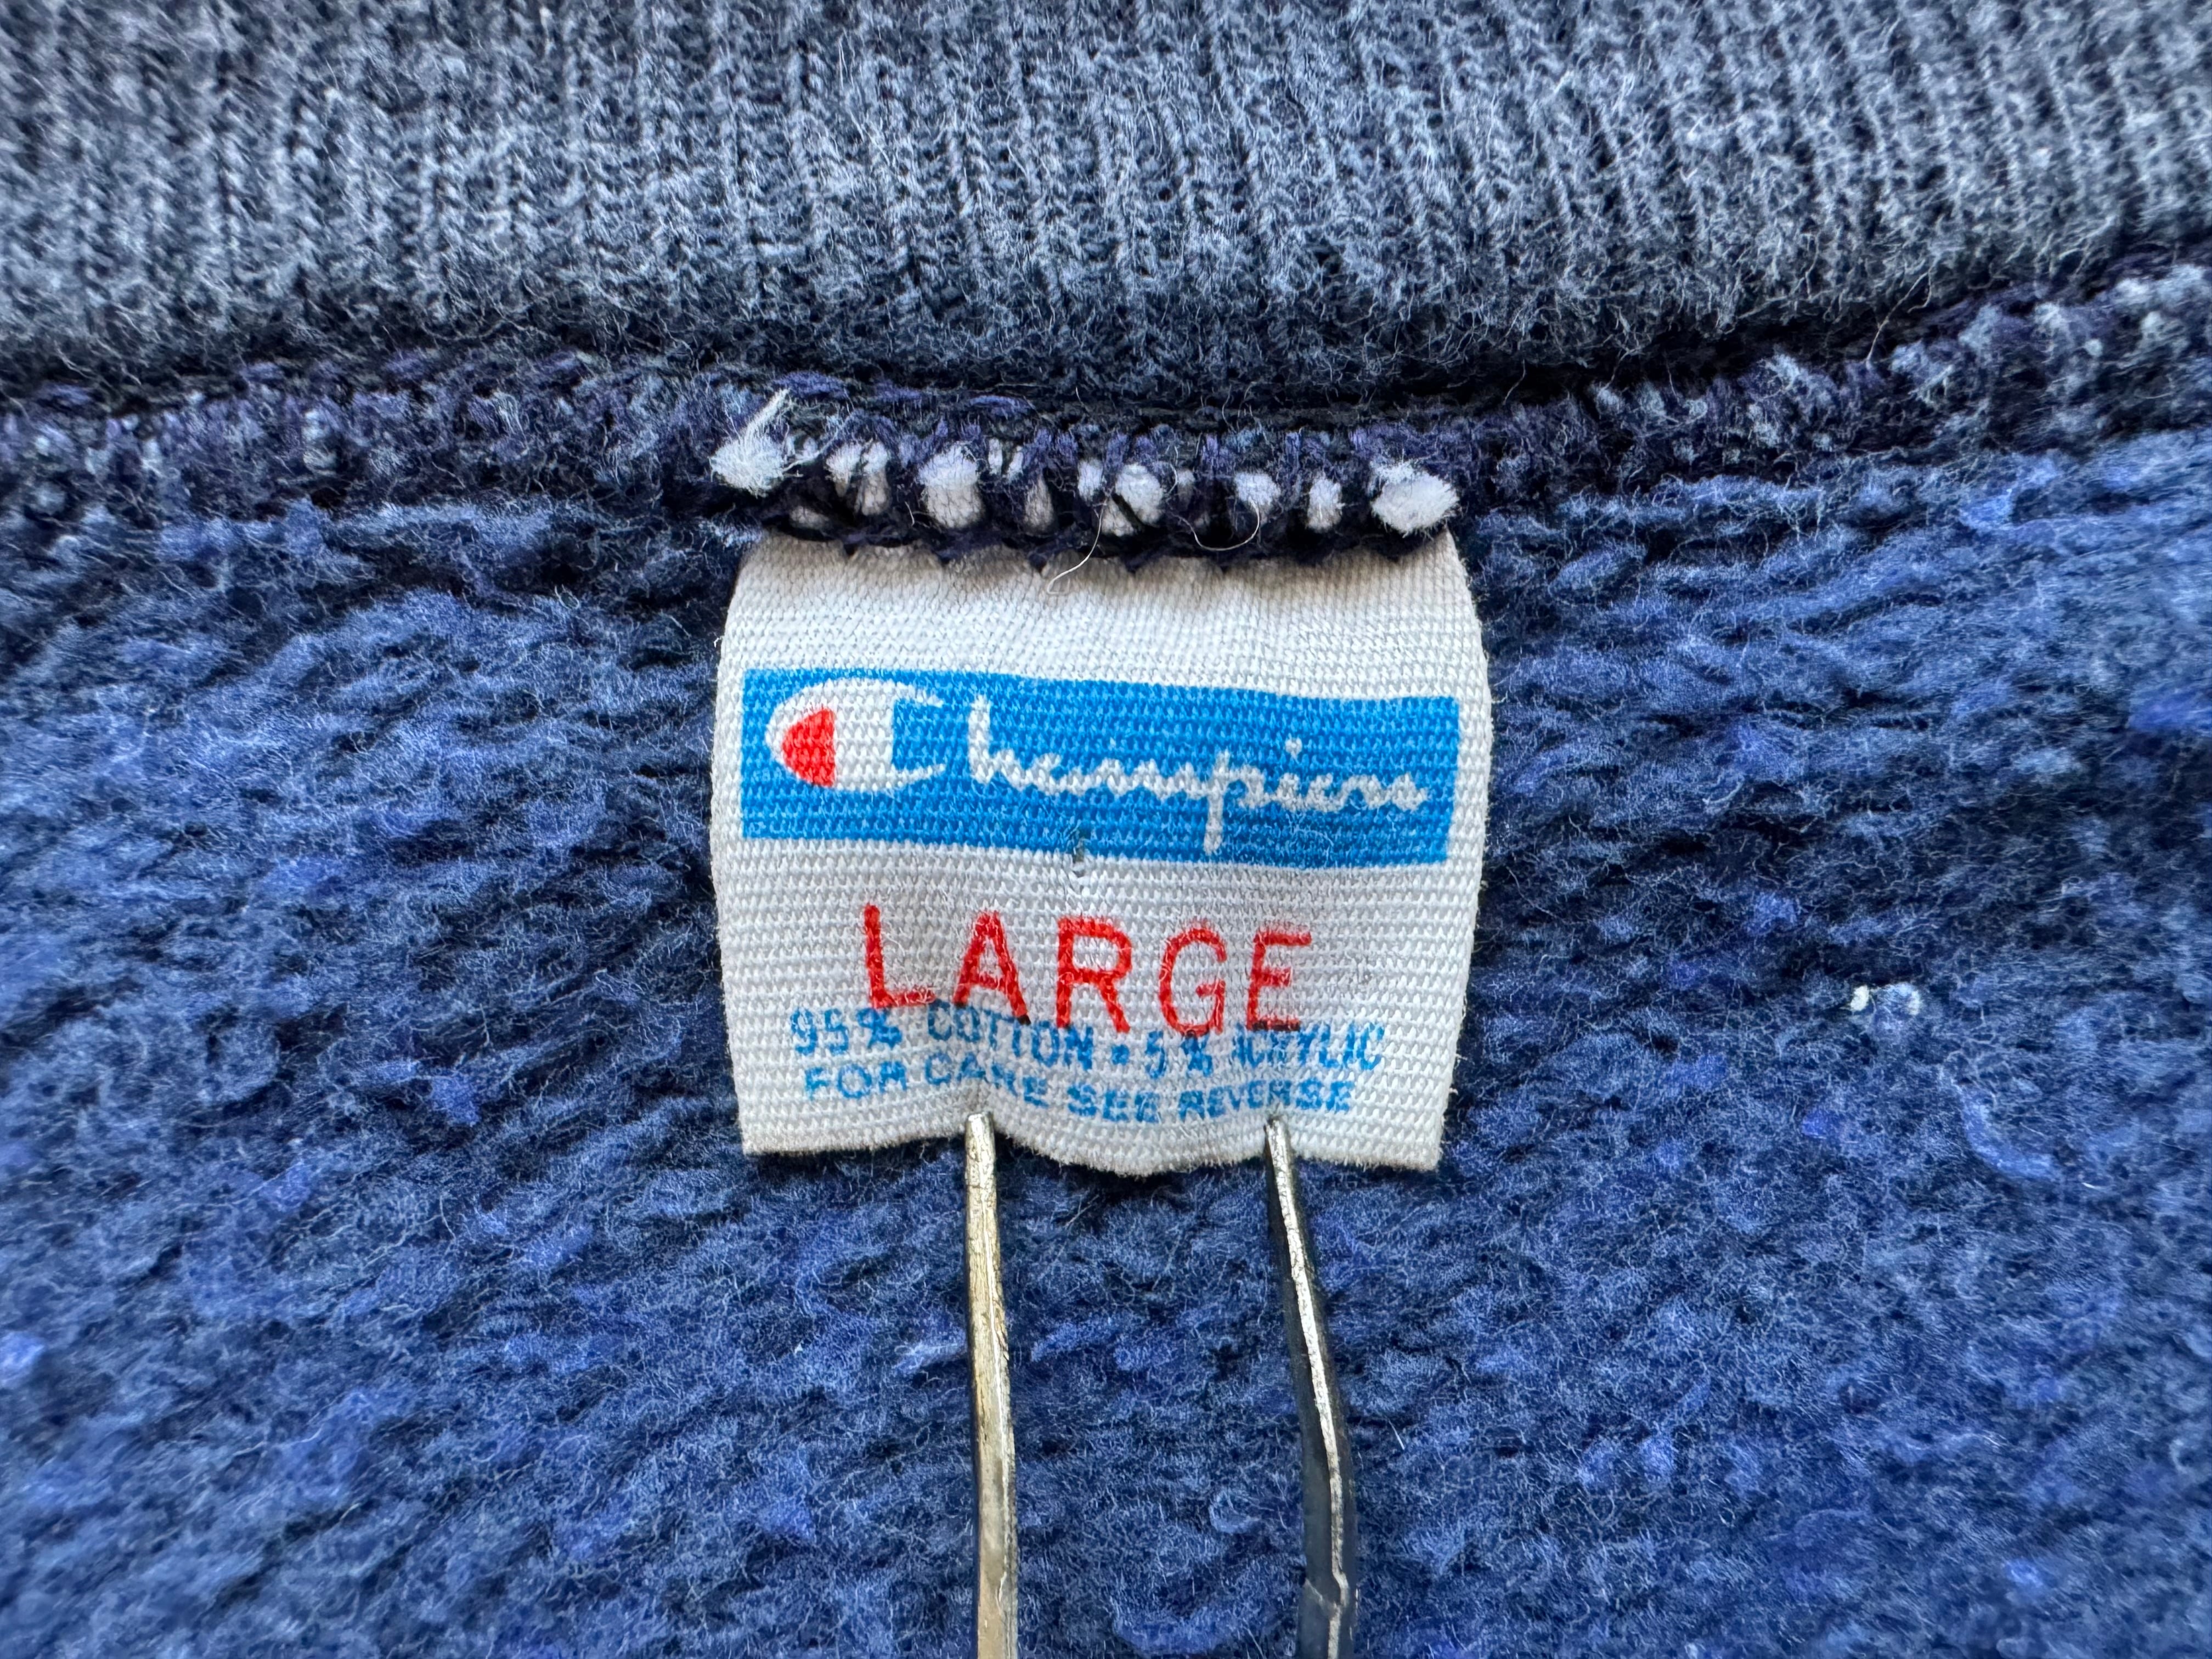 Champion
LARGE
95% COTTON • 5% ACRYLIC
FOR CARE SEE REVERSE